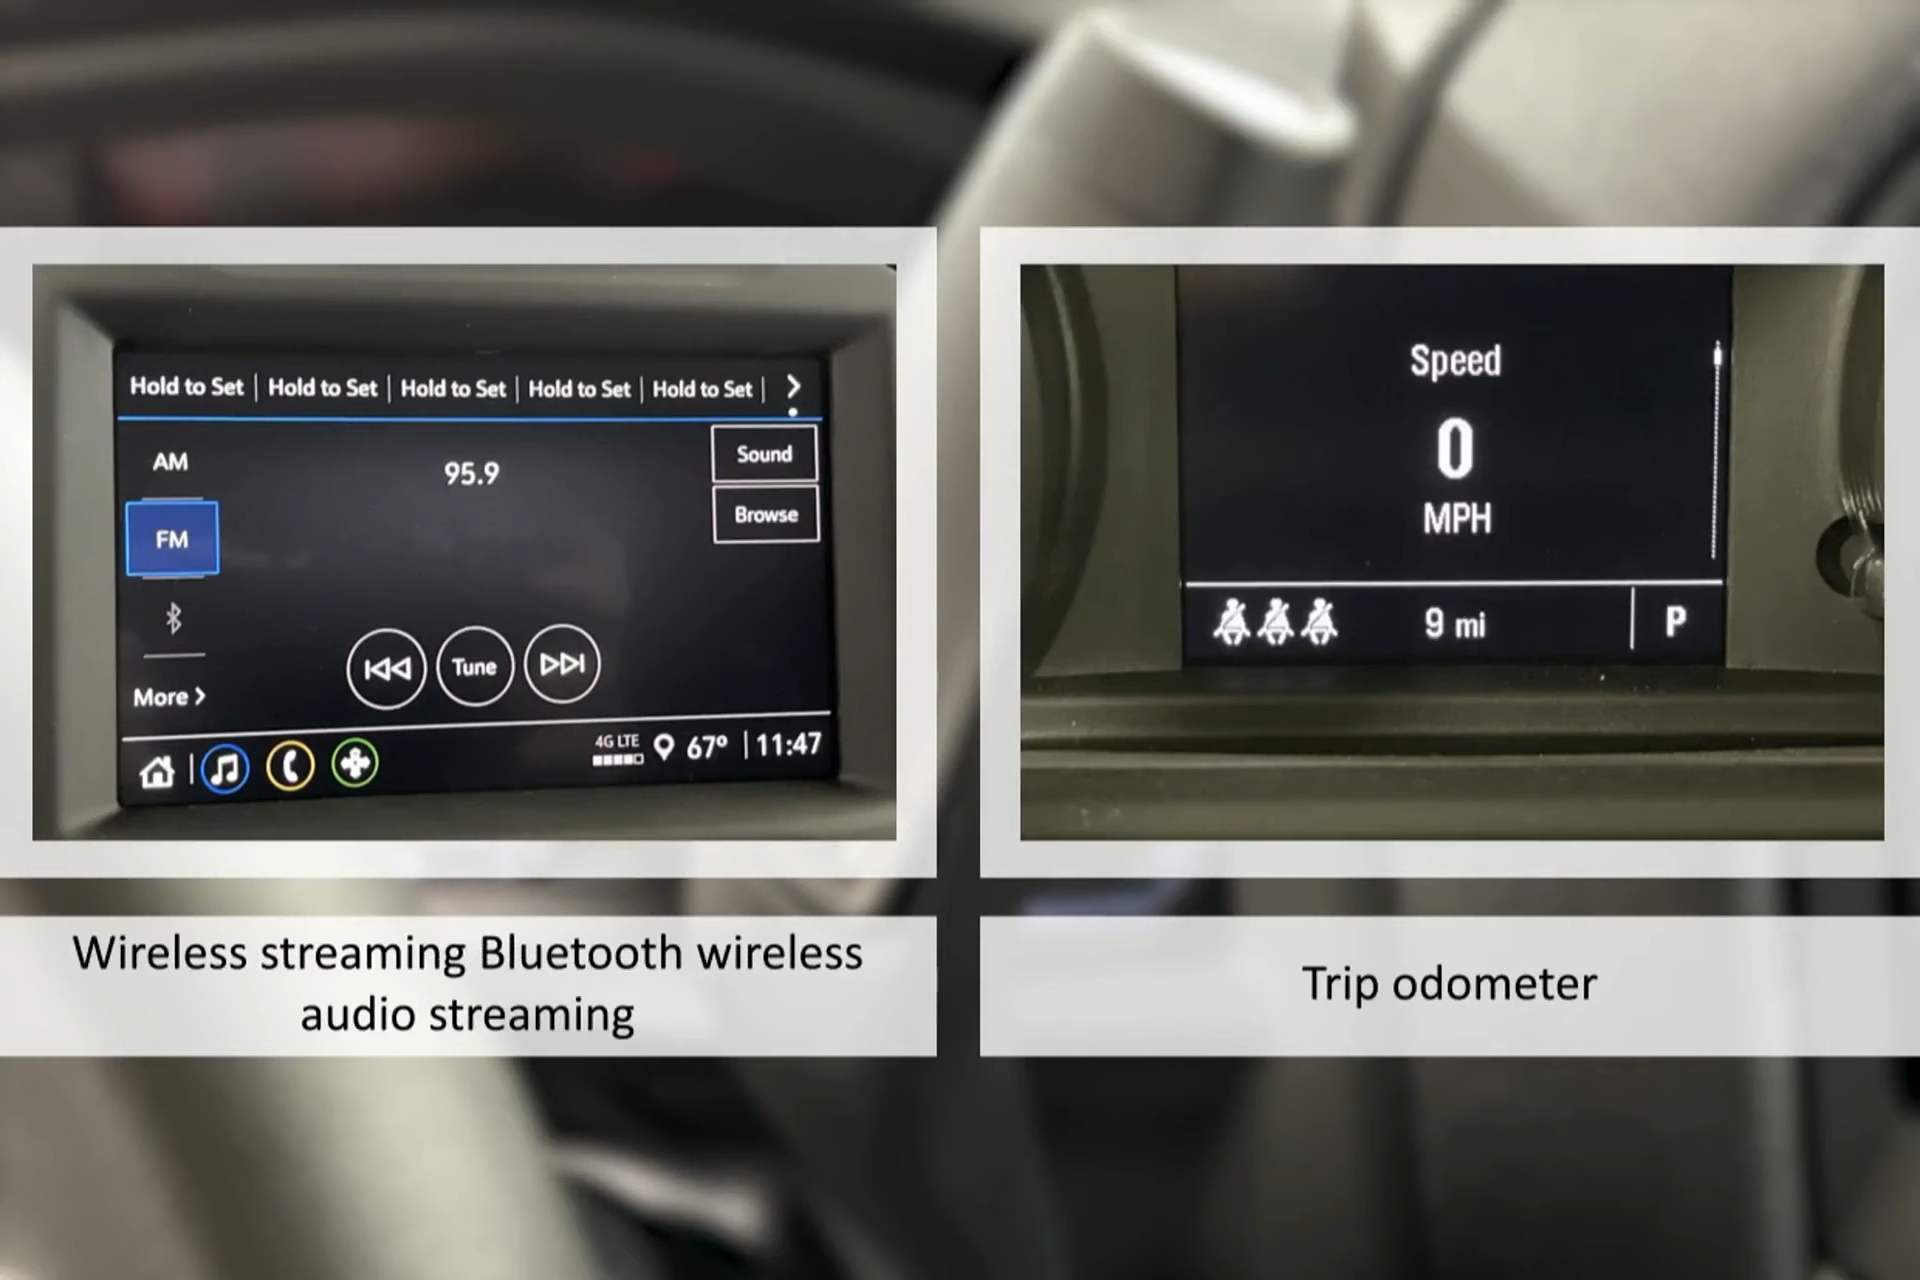 Hold to Set | Hold to Set | Hold to Set | Hold to Set | Hold to Set |
AM
95.9
Sound
FM
Browse
Tune
More
4G LTE
67° | 11:47
Speed
0
MPH
9 mi
P
Wireless streaming Bluetooth wireless
audio streaming
Trip odometer